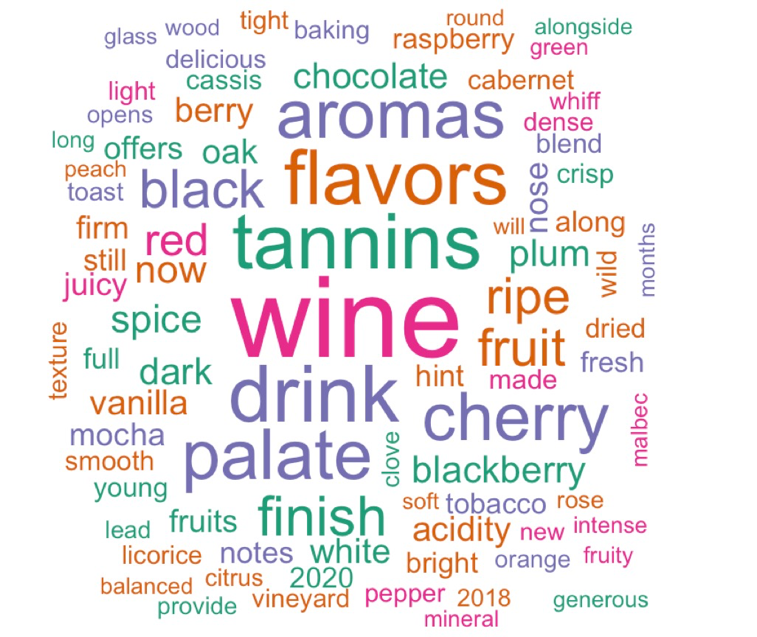 tight round
wood baking alongside
glass raspberry green
delicious
cassis chocolate cabernet
light whiff
opens berry aromas dense
long offers oak blend
peach flavors nose crisp
toast black
firm red tannins will along
still now plum wild months
juicy
wine ripe
spice fruit dried
texture full fresh
dark hint made
vanilla drink cherry malbec
mocha palate
smooth clove blackberry
young
finish soft tobacco rose
lead fruits acidity new intense
licorice notes white bright orange fruity
balanced citrus 2020
provide vineyard pepper 2018 generous
mineral